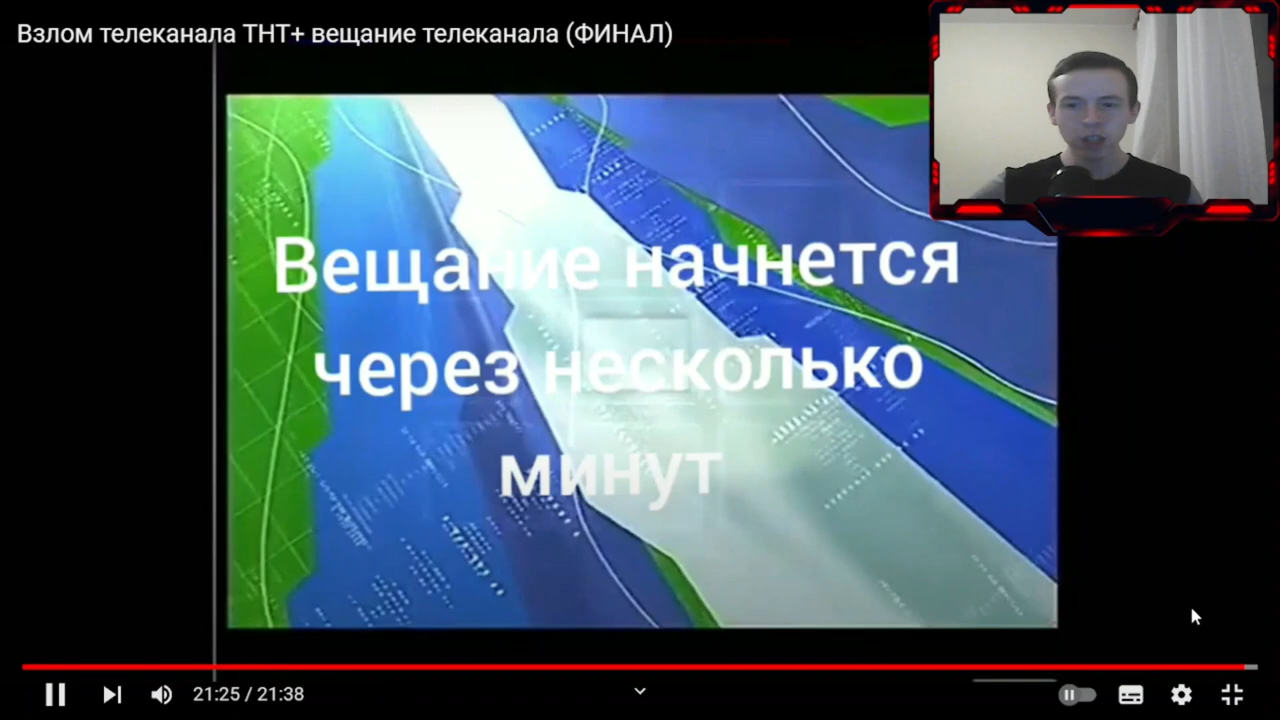 Взлом телеканала ТНТ+ вещание телеканала (ФИНАЛ)
Вещание начнется
через несколько
минут
21:25 / 21:38